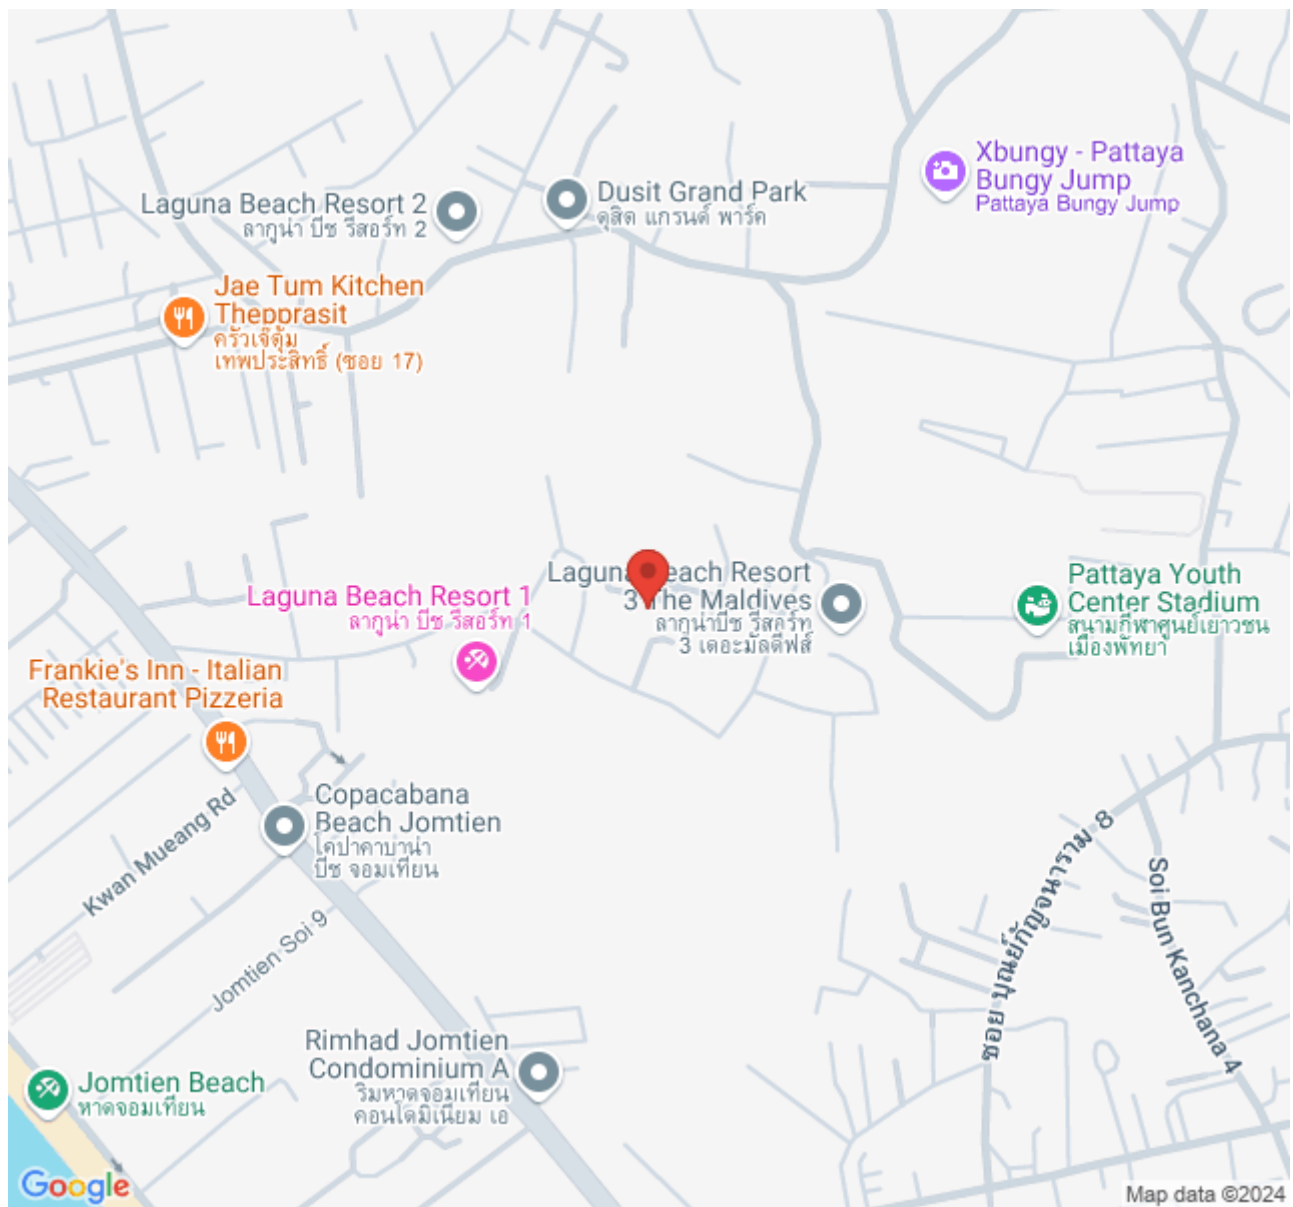 Xbungy - Pattaya
Bungy Jump
Pattaya Bungy Jump
Laguna Beach Resort 2
ลากูน่า บีช รีสอร์ท 2
Dusit Grand Park
ดุสิต แกรนด์ พาร์ค
Jae Tum Kitchen
Thepprasit
ครัวเจ๊ตุ้ม
เทพประสิทธิ์ (ซอย 17)
Laguna Beach Resort
3 The Maldives
ลากูน่าบีช รีสอร์ท
3 เดอะมัลดีฟส์
Laguna Beach Resort 1
ลากูน่า บีช รีสอร์ท 1
Pattaya Youth
Center Stadium
สนามกีฬาศูนย์เยาวชน
เมืองพัทยา
Frankie's Inn - Italian
Restaurant Pizzeria
Copacabana
Beach Jomtien
โคปาคาบาน่า
บีช จอมเทียน
Kwan Mueang Rd
Jomtien Soi 9
ซอย บุณย์กัญจนาราม 8
Soi Bun Kanchana 4
Rimhad Jomtien
Condominium A
ริมหาดจอมเทียน
คอนโดมิเนียม เอ
Jomtien Beach
หาดจอมเทียน
Google
Map data ©2024